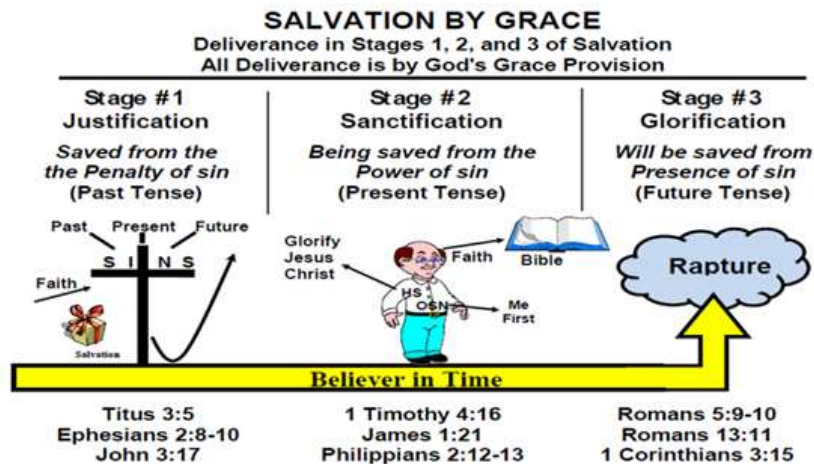 SALVATION BY GRACE
Deliverance in Stages 1, 2, and 3 of Salvation
All Deliverance is by God's Grace Provision
Stage #1
Justification
Saved from the
the Penalty of sin
(Past Tense)
Past Present Future
S I N S
Faith
Salvation
Stage #2
Sanctification
Being saved from the
Power of sin
(Present Tense)
Glorify
Jesus
Christ
Faith
Bible
HS
OSN
Me
First
Stage #3
Glorification
Will be saved from
Presence of sin
(Future Tense)
Rapture
Believer in Time
Titus 3:5
Ephesians 2:8-10
John 3:17
1 Timothy 4:16
James 1:21
Philippians 2:12-13
Romans 5:9-10
Romans 13:11
1 Corinthians 3:15